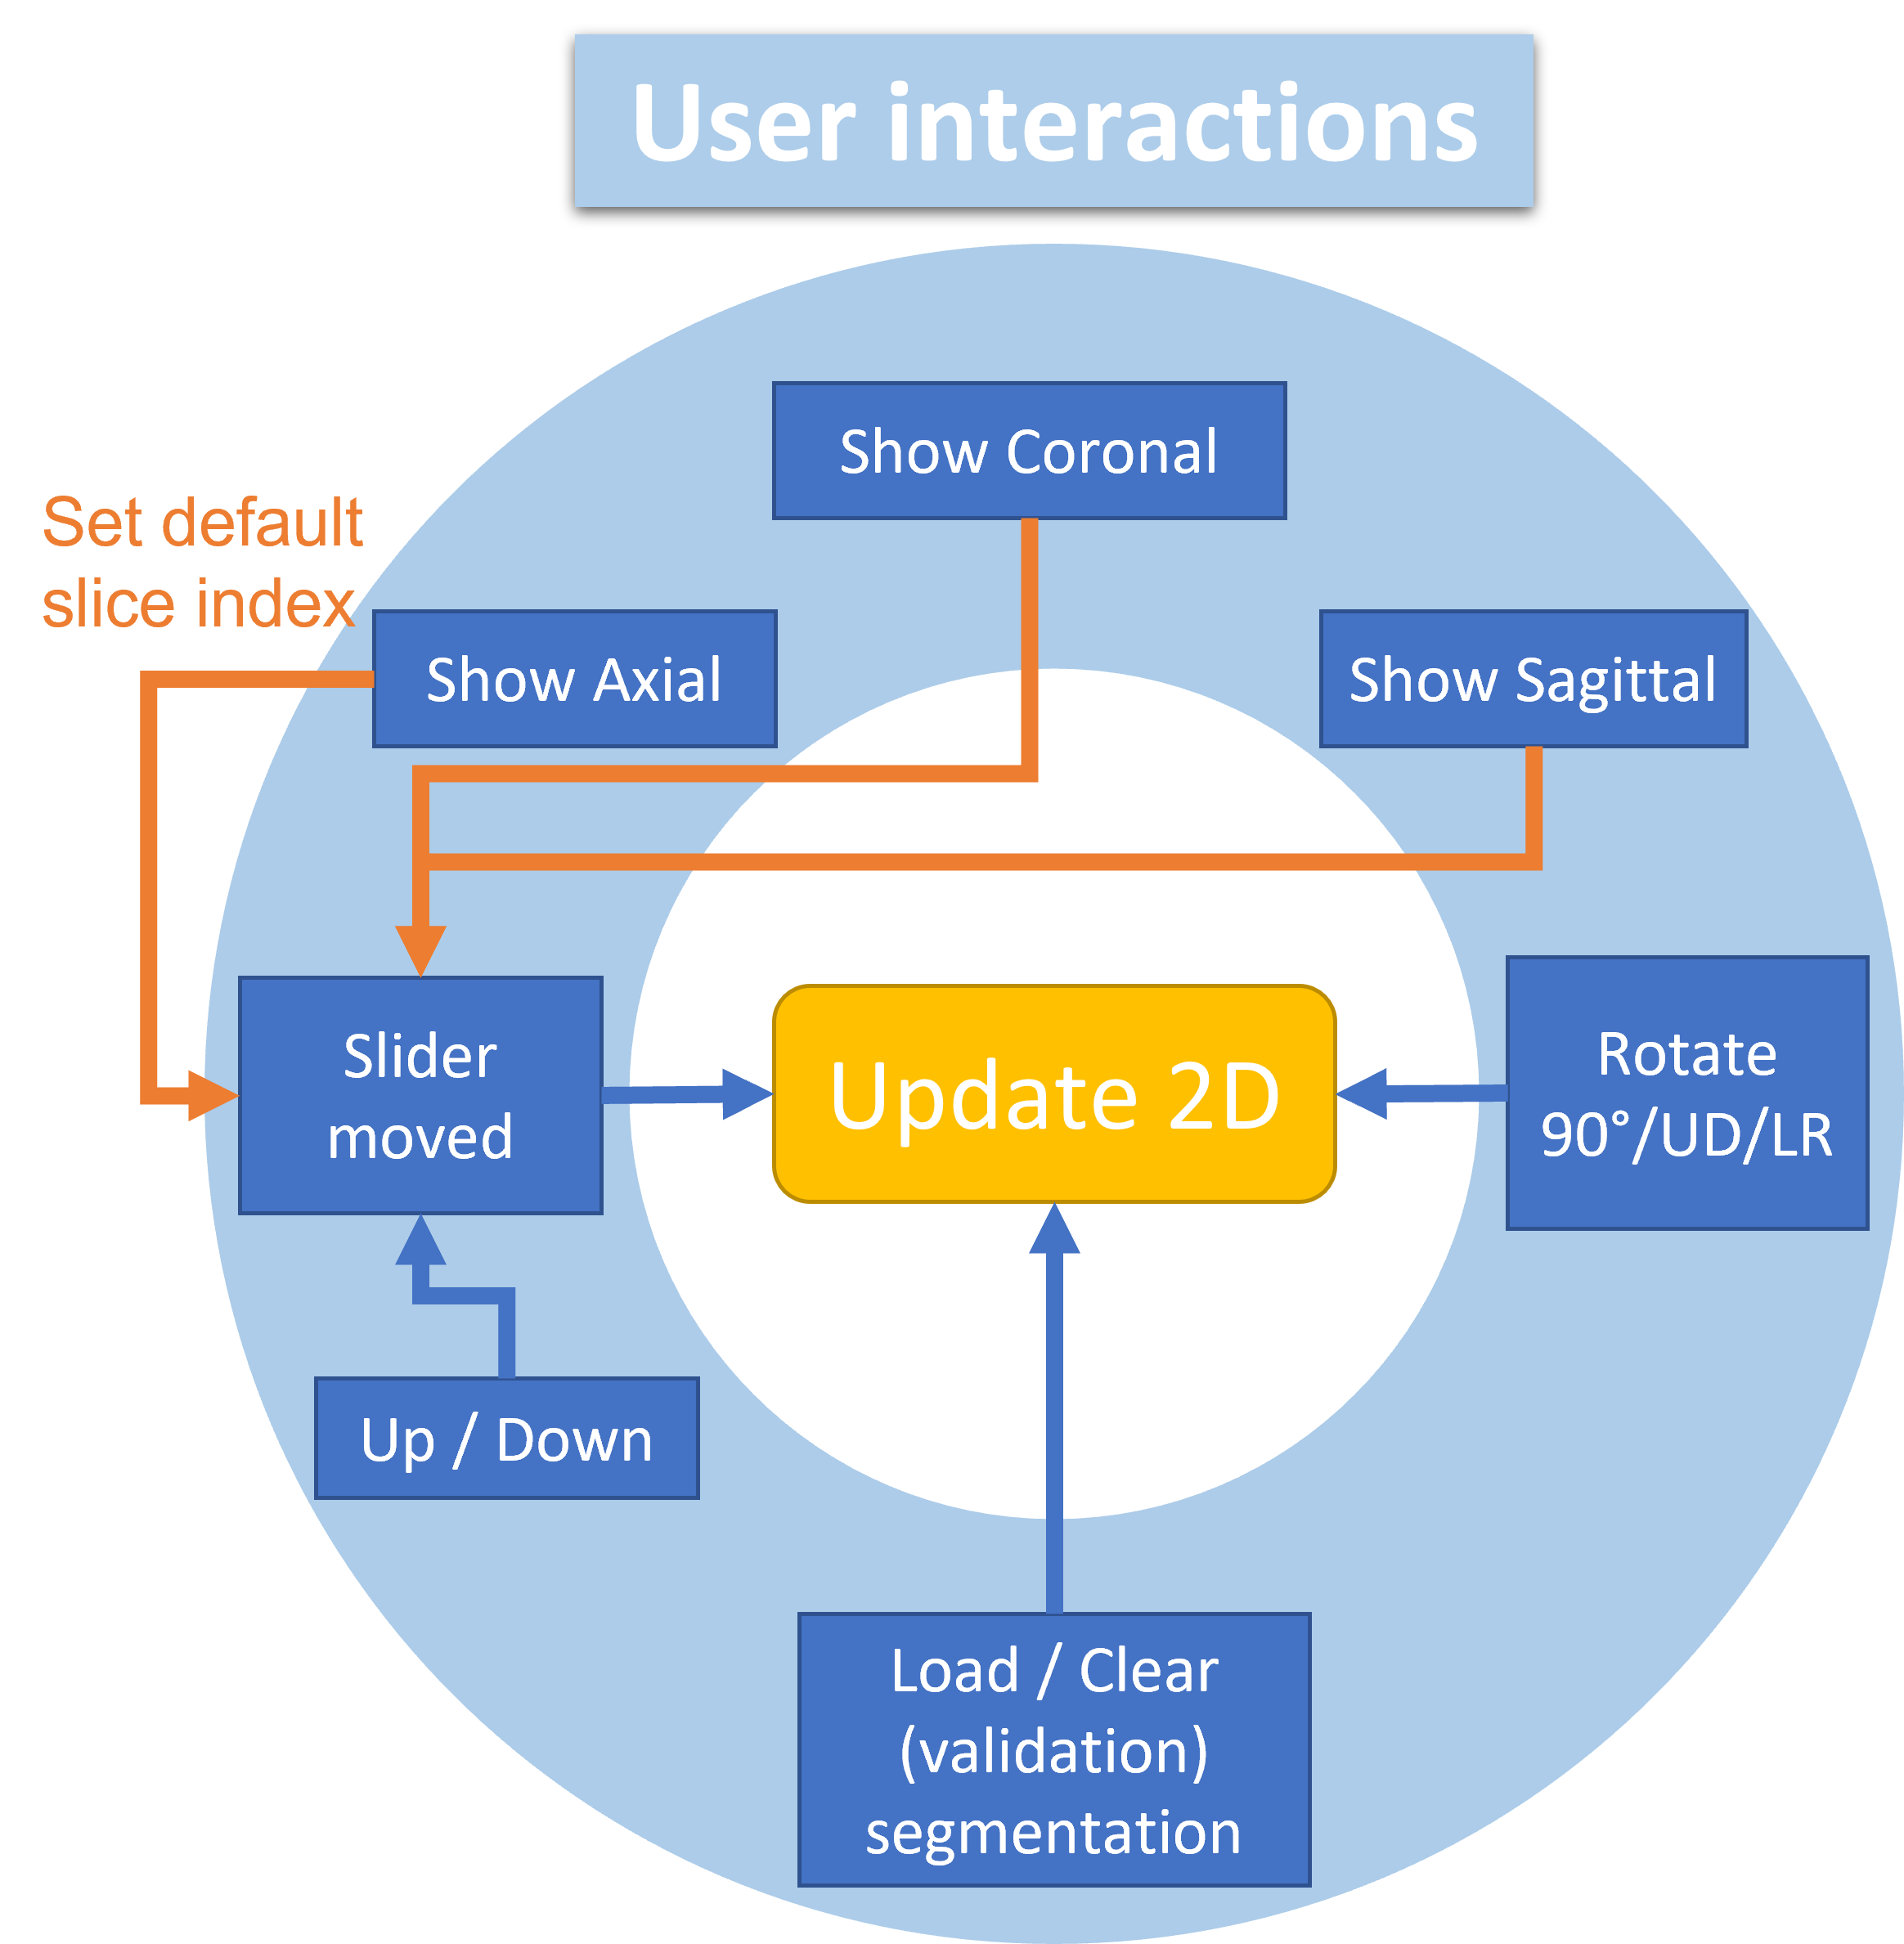 User interactions
Show Coronal
Set default
slice index
Show Axial
Show Sagittal
Slider
moved
Update 2D
Rotate
90°/UD/LR
Up / Down
Load / Clear
(validation)
segmentation